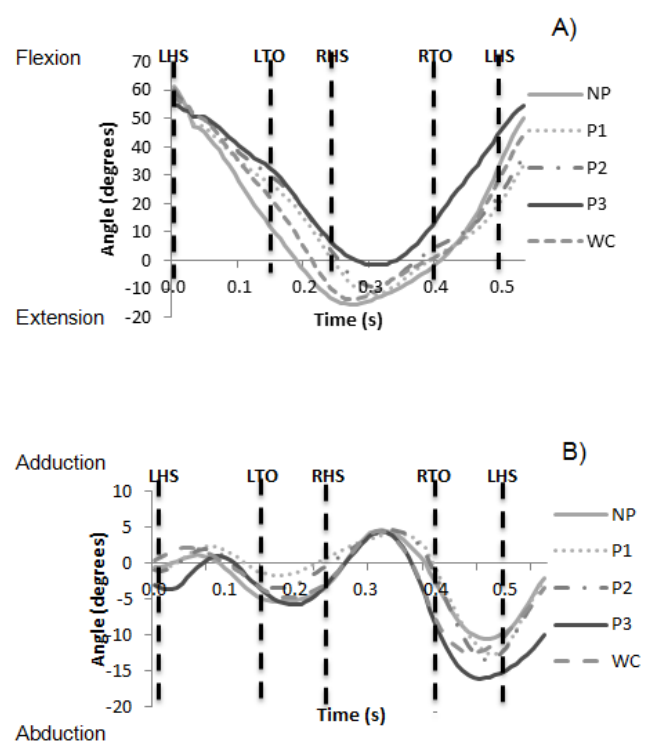 A)
Flexion
LHS LTO RHS RTO LHS
70
60
50
40
30
20
10
0
-10
-20
Angle (degrees)
0.0 0.1 0.2 0.3 0.4 0.5
Time (s)
Extension
NP
P1
P2
P3
WC
B)
Adduction
LHS LTO RHS RTO LHS
10
5
0
-5
-10
-15
-20
Angle (degrees)
0.0 0.1 0.2 0.3 0.4 0.5
Time (s)
Abduction
NP
P1
P2
P3
WC